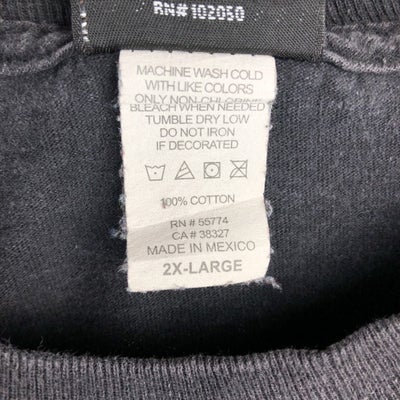 RN# 102050
MACHINE WASH COLD
WITH LIKE COLORS
ONLY NON-CHLORINE
BLEACH WHEN NEEDED
TUMBLE DRY LOW
DO NOT IRON
IF DECORATED
100% COTTON
RN # 55774
CA # 38327
MADE IN MEXICO
2X-LARGE